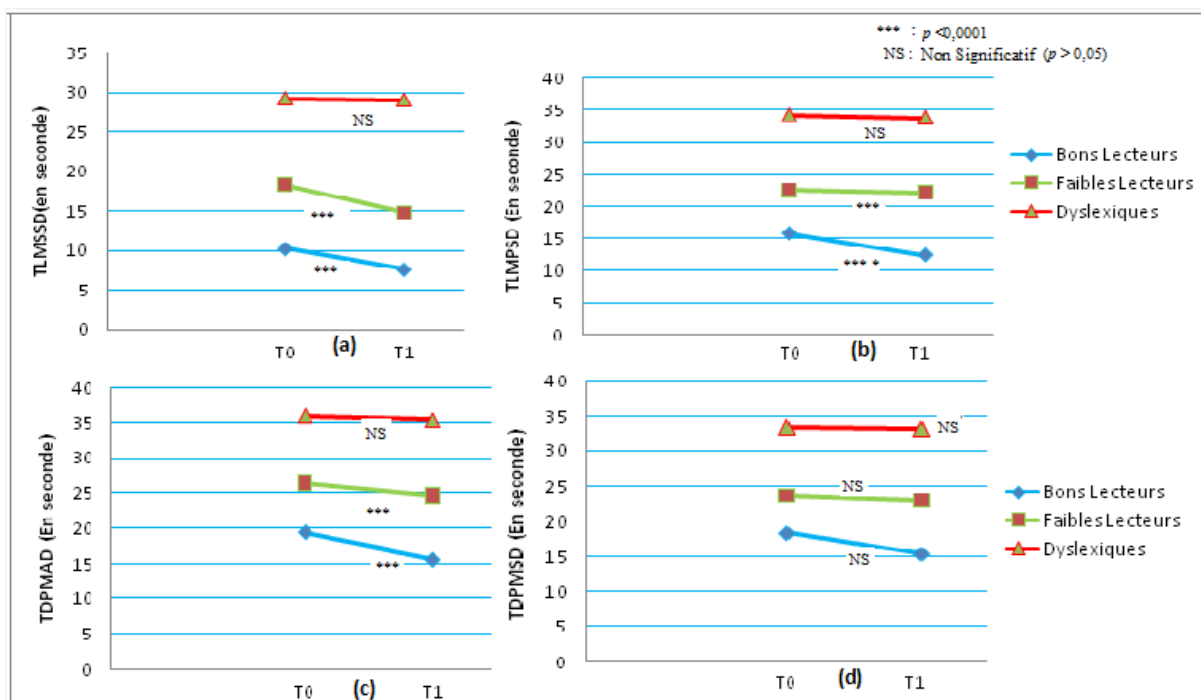 *** : p <0,0001
NS : Non Significatif (p > 0,05)
TLMSSD(en seconde)
35
30
25
20
15
10
5
0
NS
***
***
T0
(a)
T1
TLMPSD (En seconde)
40
35
30
25
20
15
10
5
0
NS
***
*** *
T0
(b)
T1
Bons Lecteurs
Faibles Lecteurs
Dyslexiques
TDPMAD (En seconde)
40
35
30
25
20
15
10
5
0
NS
***
***
T0
(c)
T1
TDPMSD (En seconde)
40
35
30
25
20
15
10
5
0
NS
NS
NS
T0
(d)
T1
Bons Lecteurs
Faibles Lecteurs
Dyslexiques